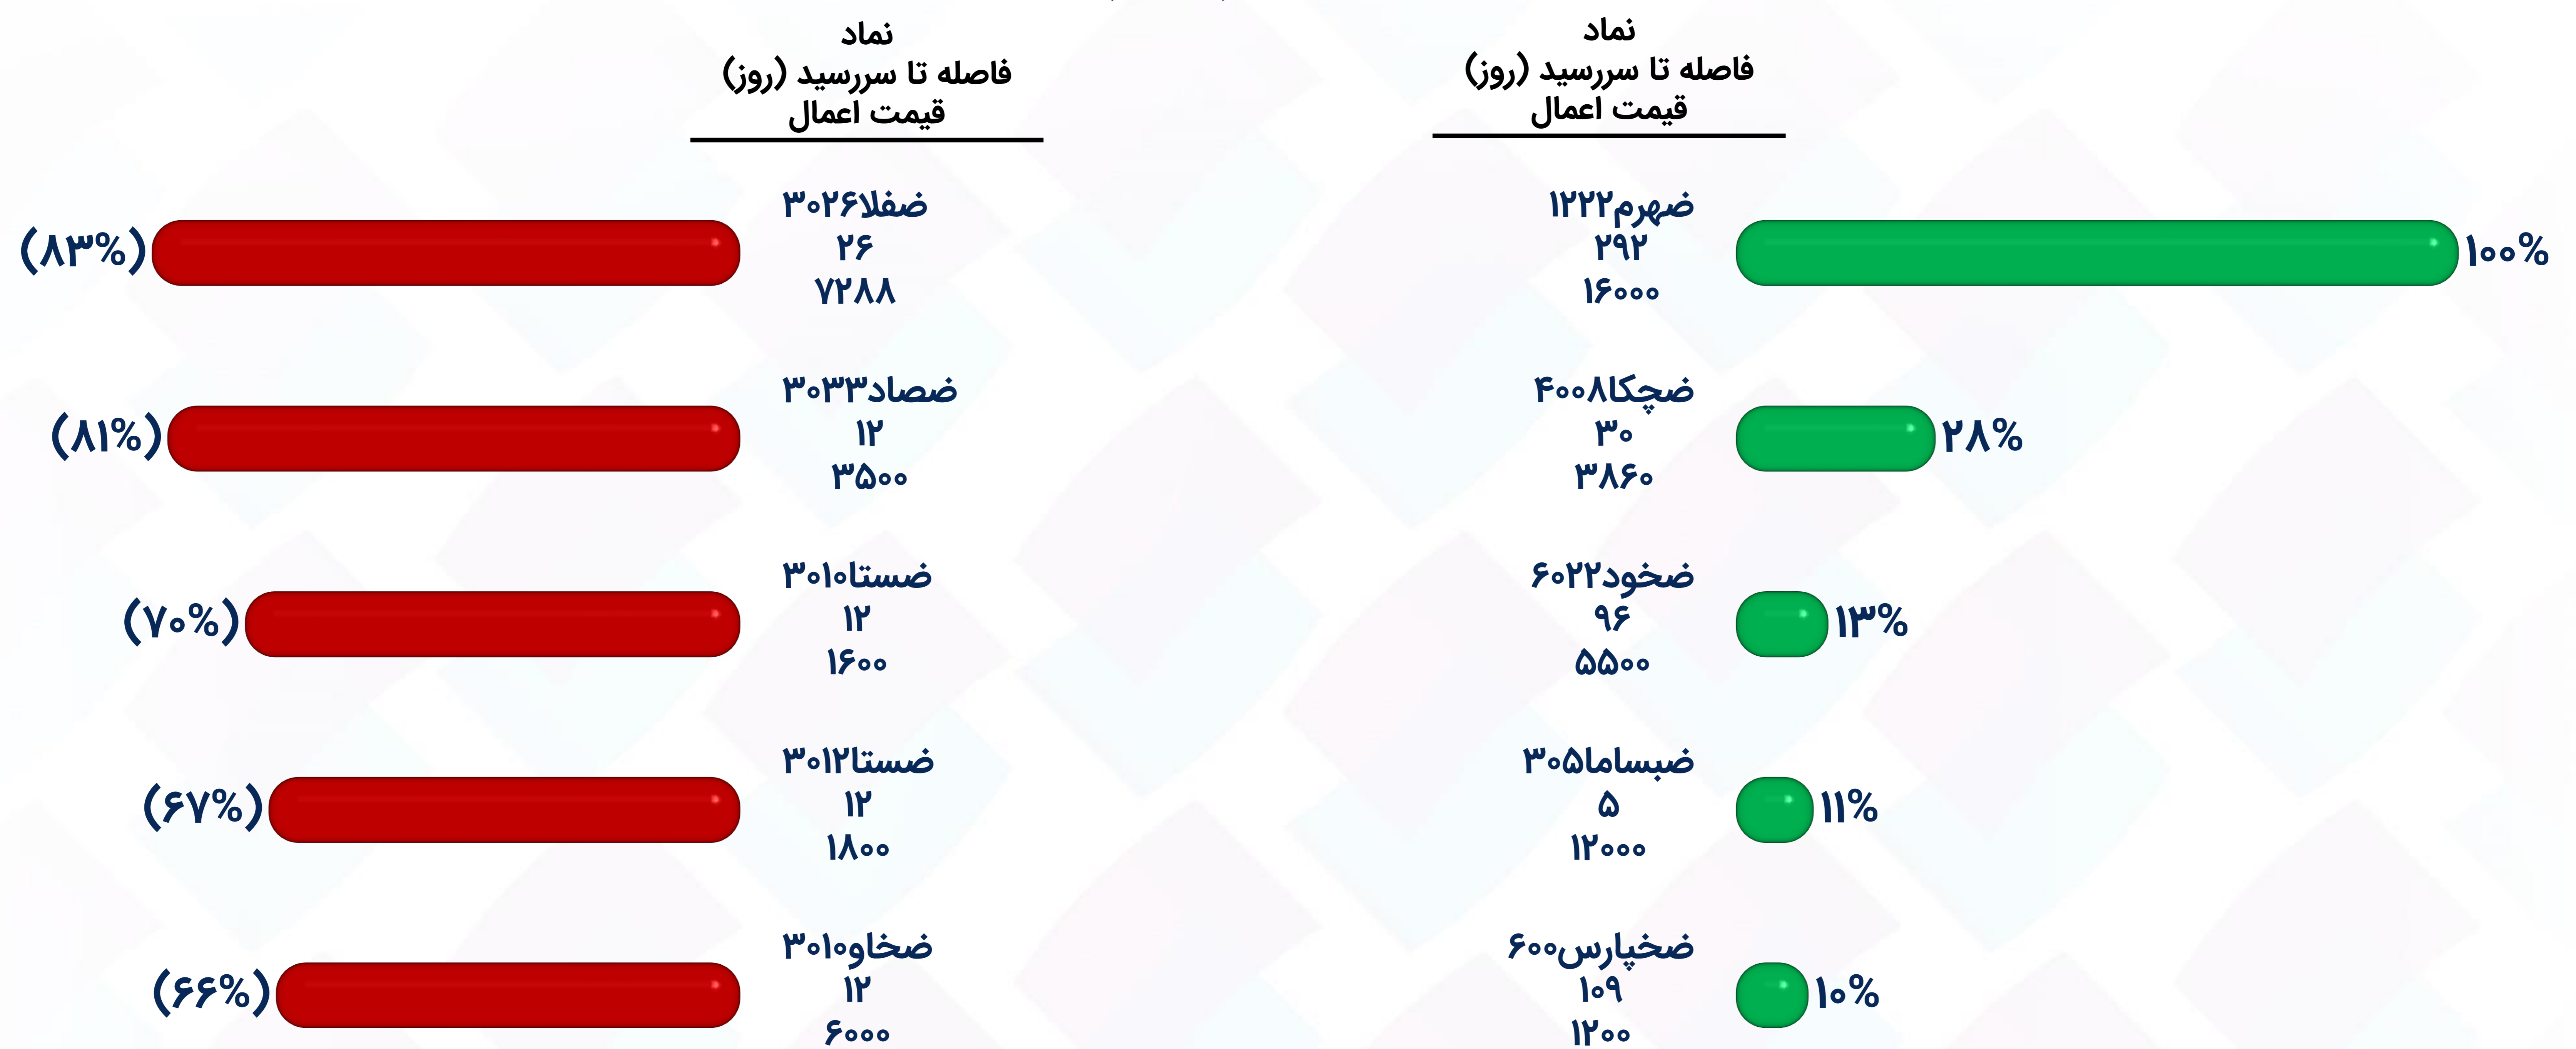 نماد
فاصله تا سررسید (روز)
قیمت اعمال
ضهرم۱۲۲۲
۲۹۲
۱۶۰۰۰
۱۰۰%
ضچکا۴۰۰۸
۳۰
۳۸۶۰
۲۸%
ضخود۶۰۲۲
۹۶
۵۵۰۰
۱۳%
ضبساما۳۰۵
۵
۱۲۰۰۰
۱۱%
ضخپارس۶۰۰
۱۰۹
۱۲۰۰
۱۰%
نماد
فاصله تا سررسید (روز)
قیمت اعمال
ضفلا۳۰۲۶
۲۶
۷۲۸۸
(۸۳%)
ضصاد۳۰۳۳
۱۲
۳۵۰۰
(۸۱%)
ضستا۳۰۱۰
۱۲
۱۶۰۰
(۷۰%)
ضستا۳۰۱۲
۱۲
۱۸۰۰
(۶۷%)
ضخاو۳۰۱۰
۱۲
۶۰۰۰
(۶۶%)